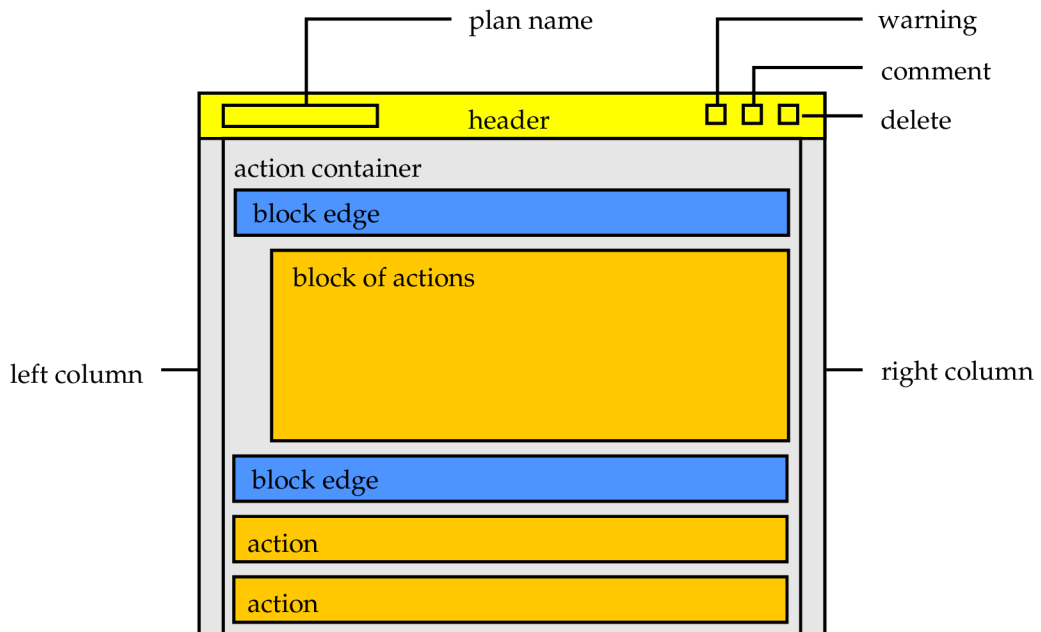 plan name
warning
comment
header
delete
action container
block edge
block of actions
left column
right column
block edge
action
action